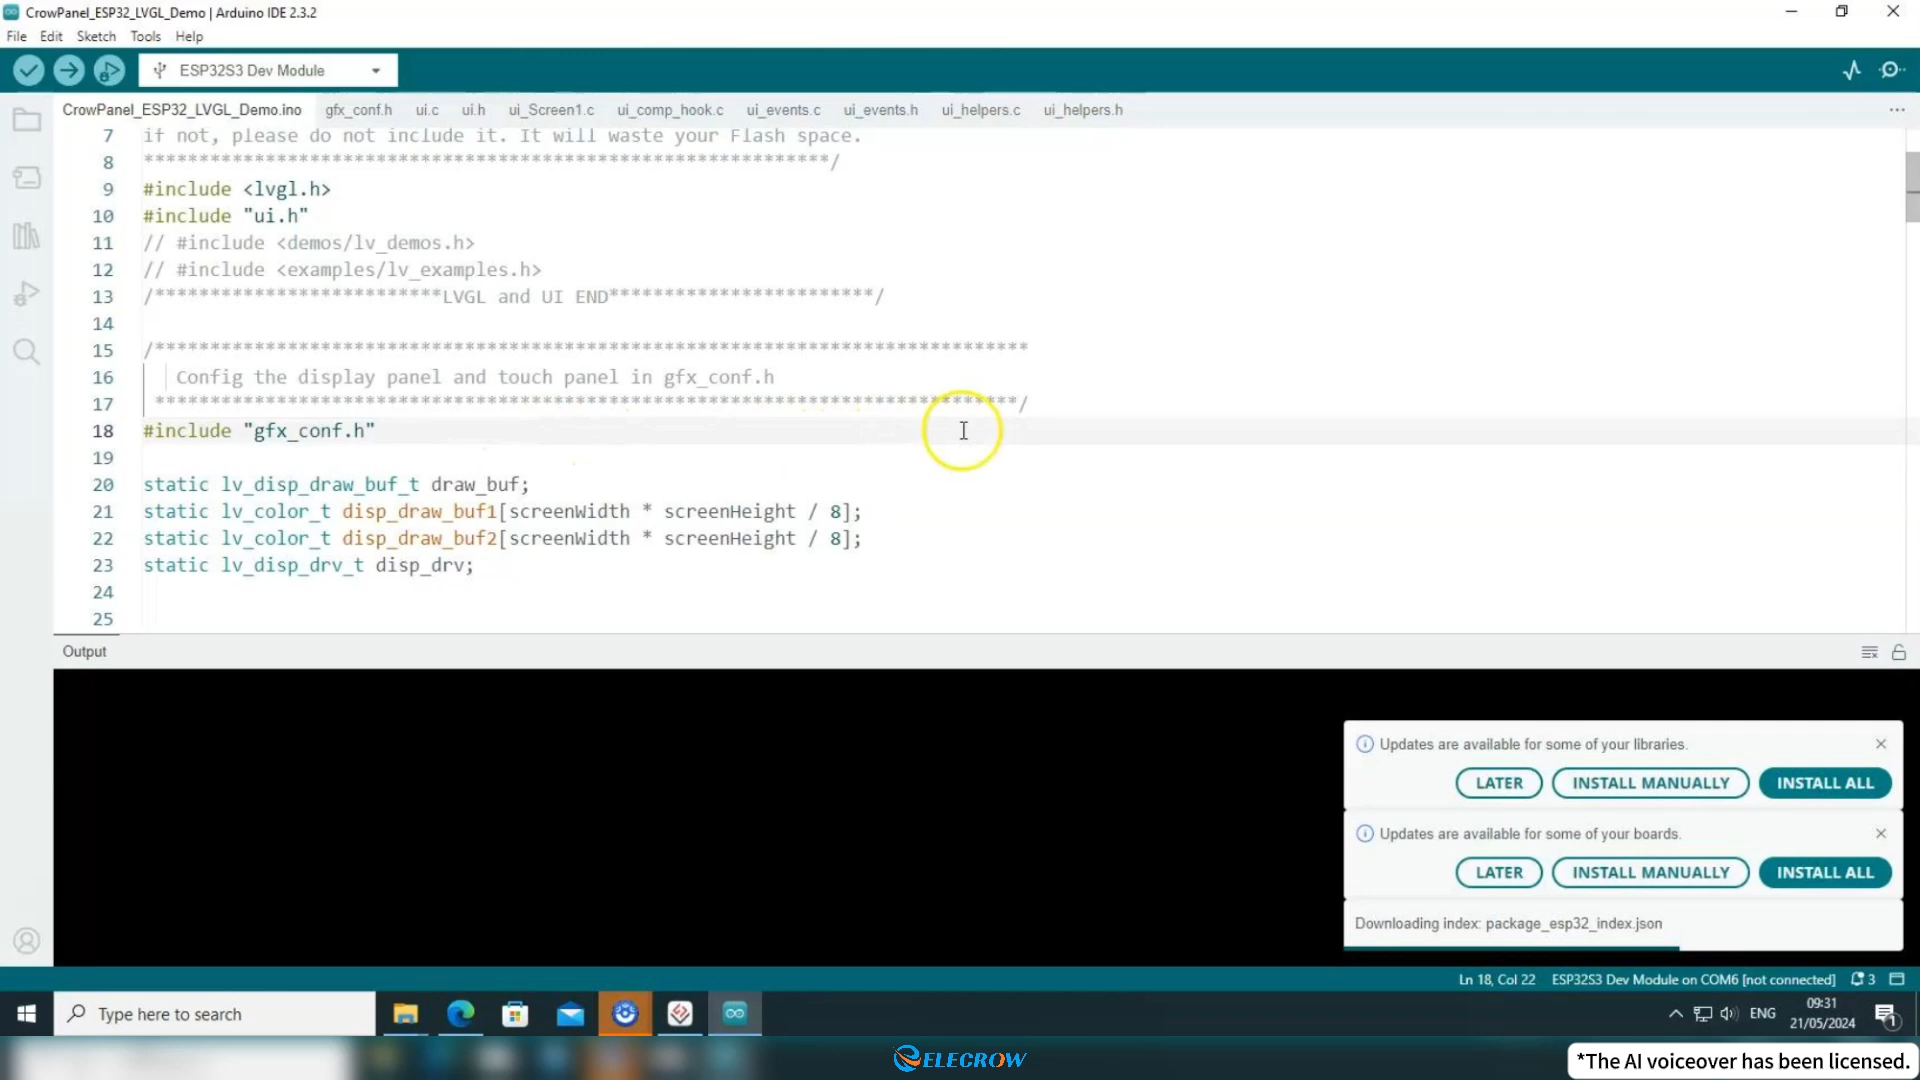 CrowPanel_ESP32_LVGL_Demo | Arduino IDE 2.3.2
File Edit Sketch Tools Help
ESP32S3 Dev Module
CrowPanel_ESP32_LVGL_Demo.ino gfx_conf.h ui.c ui.h ui_Screen1.c ui_comp_hook.c ui_events.c ui_events.h ui_helpers.c ui_helpers.h
7 if not, please do not include it. It will waste your Flash space.
8 **************************************************************/
9 #include <lvgl.h>
10 #include "ui.h"
11 // #include <demos/lv_demos.h>
12 // #include <examples/lv_examples.h>
13 /**************************LVGL and UI END************************/
14
15 /*******************************************************************************
16 Config the display panel and touch panel in gfx_conf.h
17 ******************************************************************************/
18 #include "gfx_conf.h"
19
20 static lv_disp_draw_buf_t draw_buf;
21 static lv_color_t disp_draw_buf1[screenWidth * screenHeight / 8];
22 static lv_color_t disp_draw_buf2[screenWidth * screenHeight / 8];
23 static lv_disp_drv_t disp_drv;
24
25
Output
Updates are available for some of your libraries.
LATER INSTALL MANUALLY INSTALL ALL
Updates are available for some of your boards.
LATER INSTALL MANUALLY INSTALL ALL
Downloading index: package_esp32_index.json
Ln 18, Col 22 ESP32S3 Dev Module on COM6 [not connected] 3
Type here to search
ENG
09:31
21/05/2024
1
ELECROW
*The AI voiceover has been licensed.